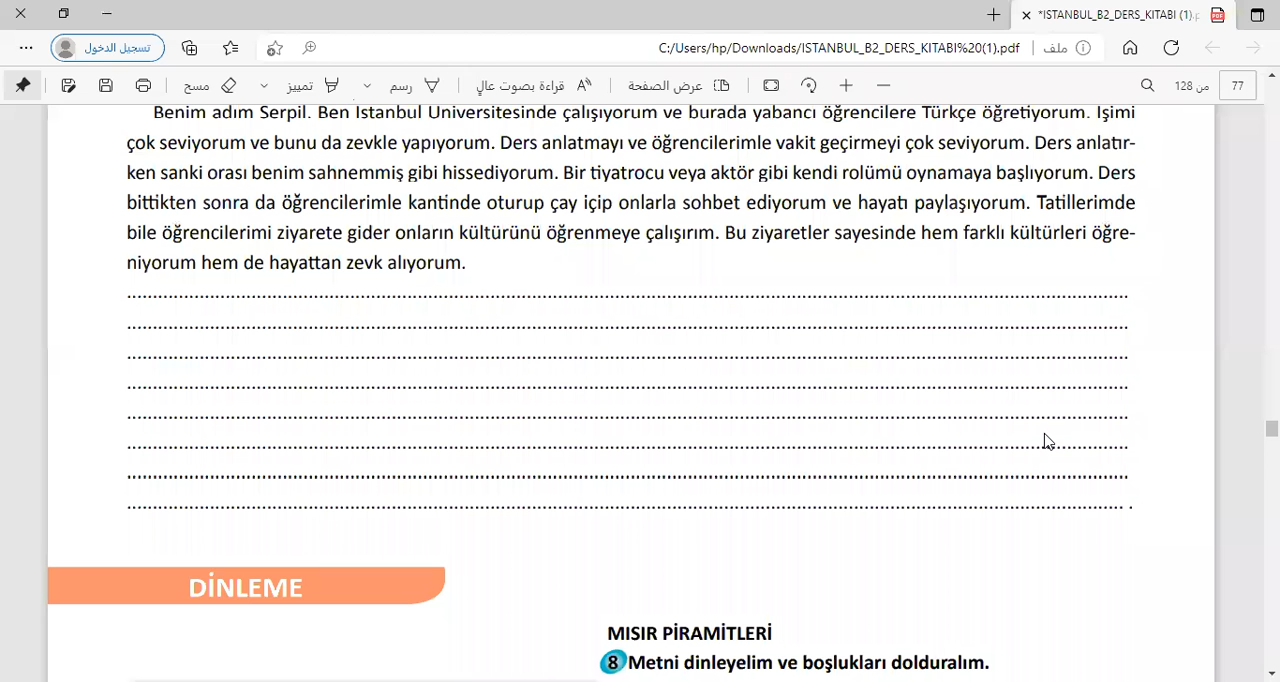 *ISTANBUL_B2_DERS_KITABI (1).p
تسجيل الدخول
C:/Users/hp/Downloads/ISTANBUL_B2_DERS_KITABI%20(1).pdf
ملف
مسح
تمييز
رسم
قراءة بصوت عالٍ
عرض الصفحة
من 128
77
Benim adım Serpil. Ben İstanbul Üniversitesinde çalışıyorum ve burada yabancı öğrencilere Türkçe öğretiyorum. İşimi
çok seviyorum ve bunu da zevkle yapıyorum. Ders anlatmayı ve öğrencilerimle vakit geçirmeyi çok seviyorum. Ders anlatır-
ken sanki orası benim sahnemmiş gibi hissediyorum. Bir tiyatrocu veya aktör gibi kendi rolümü oynamaya başlıyorum. Ders
bittikten sonra da öğrencilerimle kantinde oturup çay içip onlarla sohbet ediyorum ve hayatı paylaşıyorum. Tatillerimde
bile öğrencilerimi ziyarete gider onların kültürünü öğrenmeye çalışırım. Bu ziyaretler sayesinde hem farklı kültürleri öğre-
niyorum hem de hayattan zevk alıyorum.
DİNLEME
MISIR PİRAMİTLERİ
8 Metni dinleyelim ve boşlukları dolduralım.